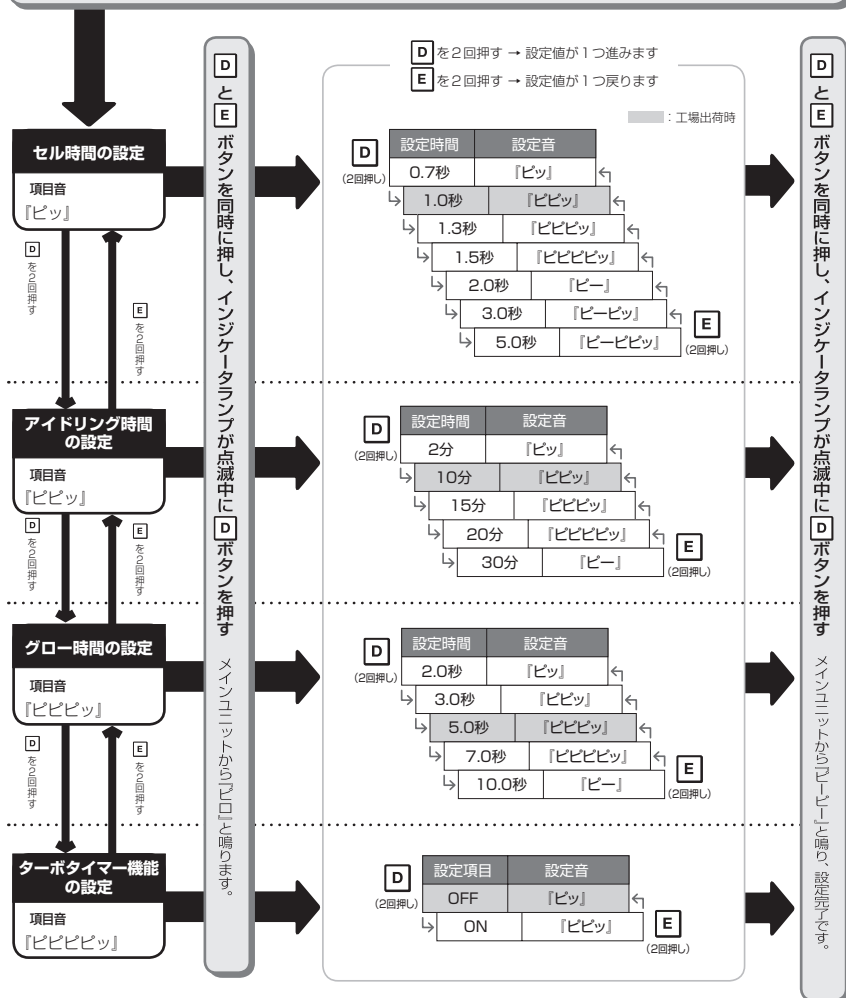 Dを2回押す → 設定値が1つ進みます
Eを2回押す → 設定値が1つ戻ります
：工場出荷時
セル時間の設定
項目音
『ピッ』
Dを2回押す
Eを2回押す
アイドリング時間
の設定
項目音
『ピピッ』
Dを2回押す
Eを2回押す
グロー時間の設定
項目音
『ピピピッ』
Dを2回押す
Eを2回押す
ターボタイマー機能
の設定
項目音
『ピピピピッ』
DとEボタンを同時に押し、インジケータランプが点滅中にDボタンを押す メインユニットから『ピロ』と鳴ります。
D
(2回押し)
設定時間 設定音
0.7秒 『ピッ』
1.0秒 『ピピッ』
1.3秒 『ピピピッ』
1.5秒 『ピピピピッ』
2.0秒 『ピー』
3.0秒 『ピーピッ』
5.0秒 『ピーピピッ』
E
(2回押し)
D
(2回押し)
設定時間 設定音
2分 『ピッ』
10分 『ピピッ』
15分 『ピピピッ』
20分 『ピピピピッ』
30分 『ピー』
E
(2回押し)
D
(2回押し)
設定時間 設定音
2.0秒 『ピッ』
3.0秒 『ピピッ』
5.0秒 『ピピピッ』
7.0秒 『ピピピピッ』
10.0秒 『ピー』
E
(2回押し)
D
(2回押し)
設定項目 設定音
OFF 『ピッ』
ON 『ピピッ』
E
(2回押し)
DとEボタンを同時に押し、インジケータランプが点滅中にDボタンを押す メインユニットから『ピーピー』と鳴り、設定完了です。